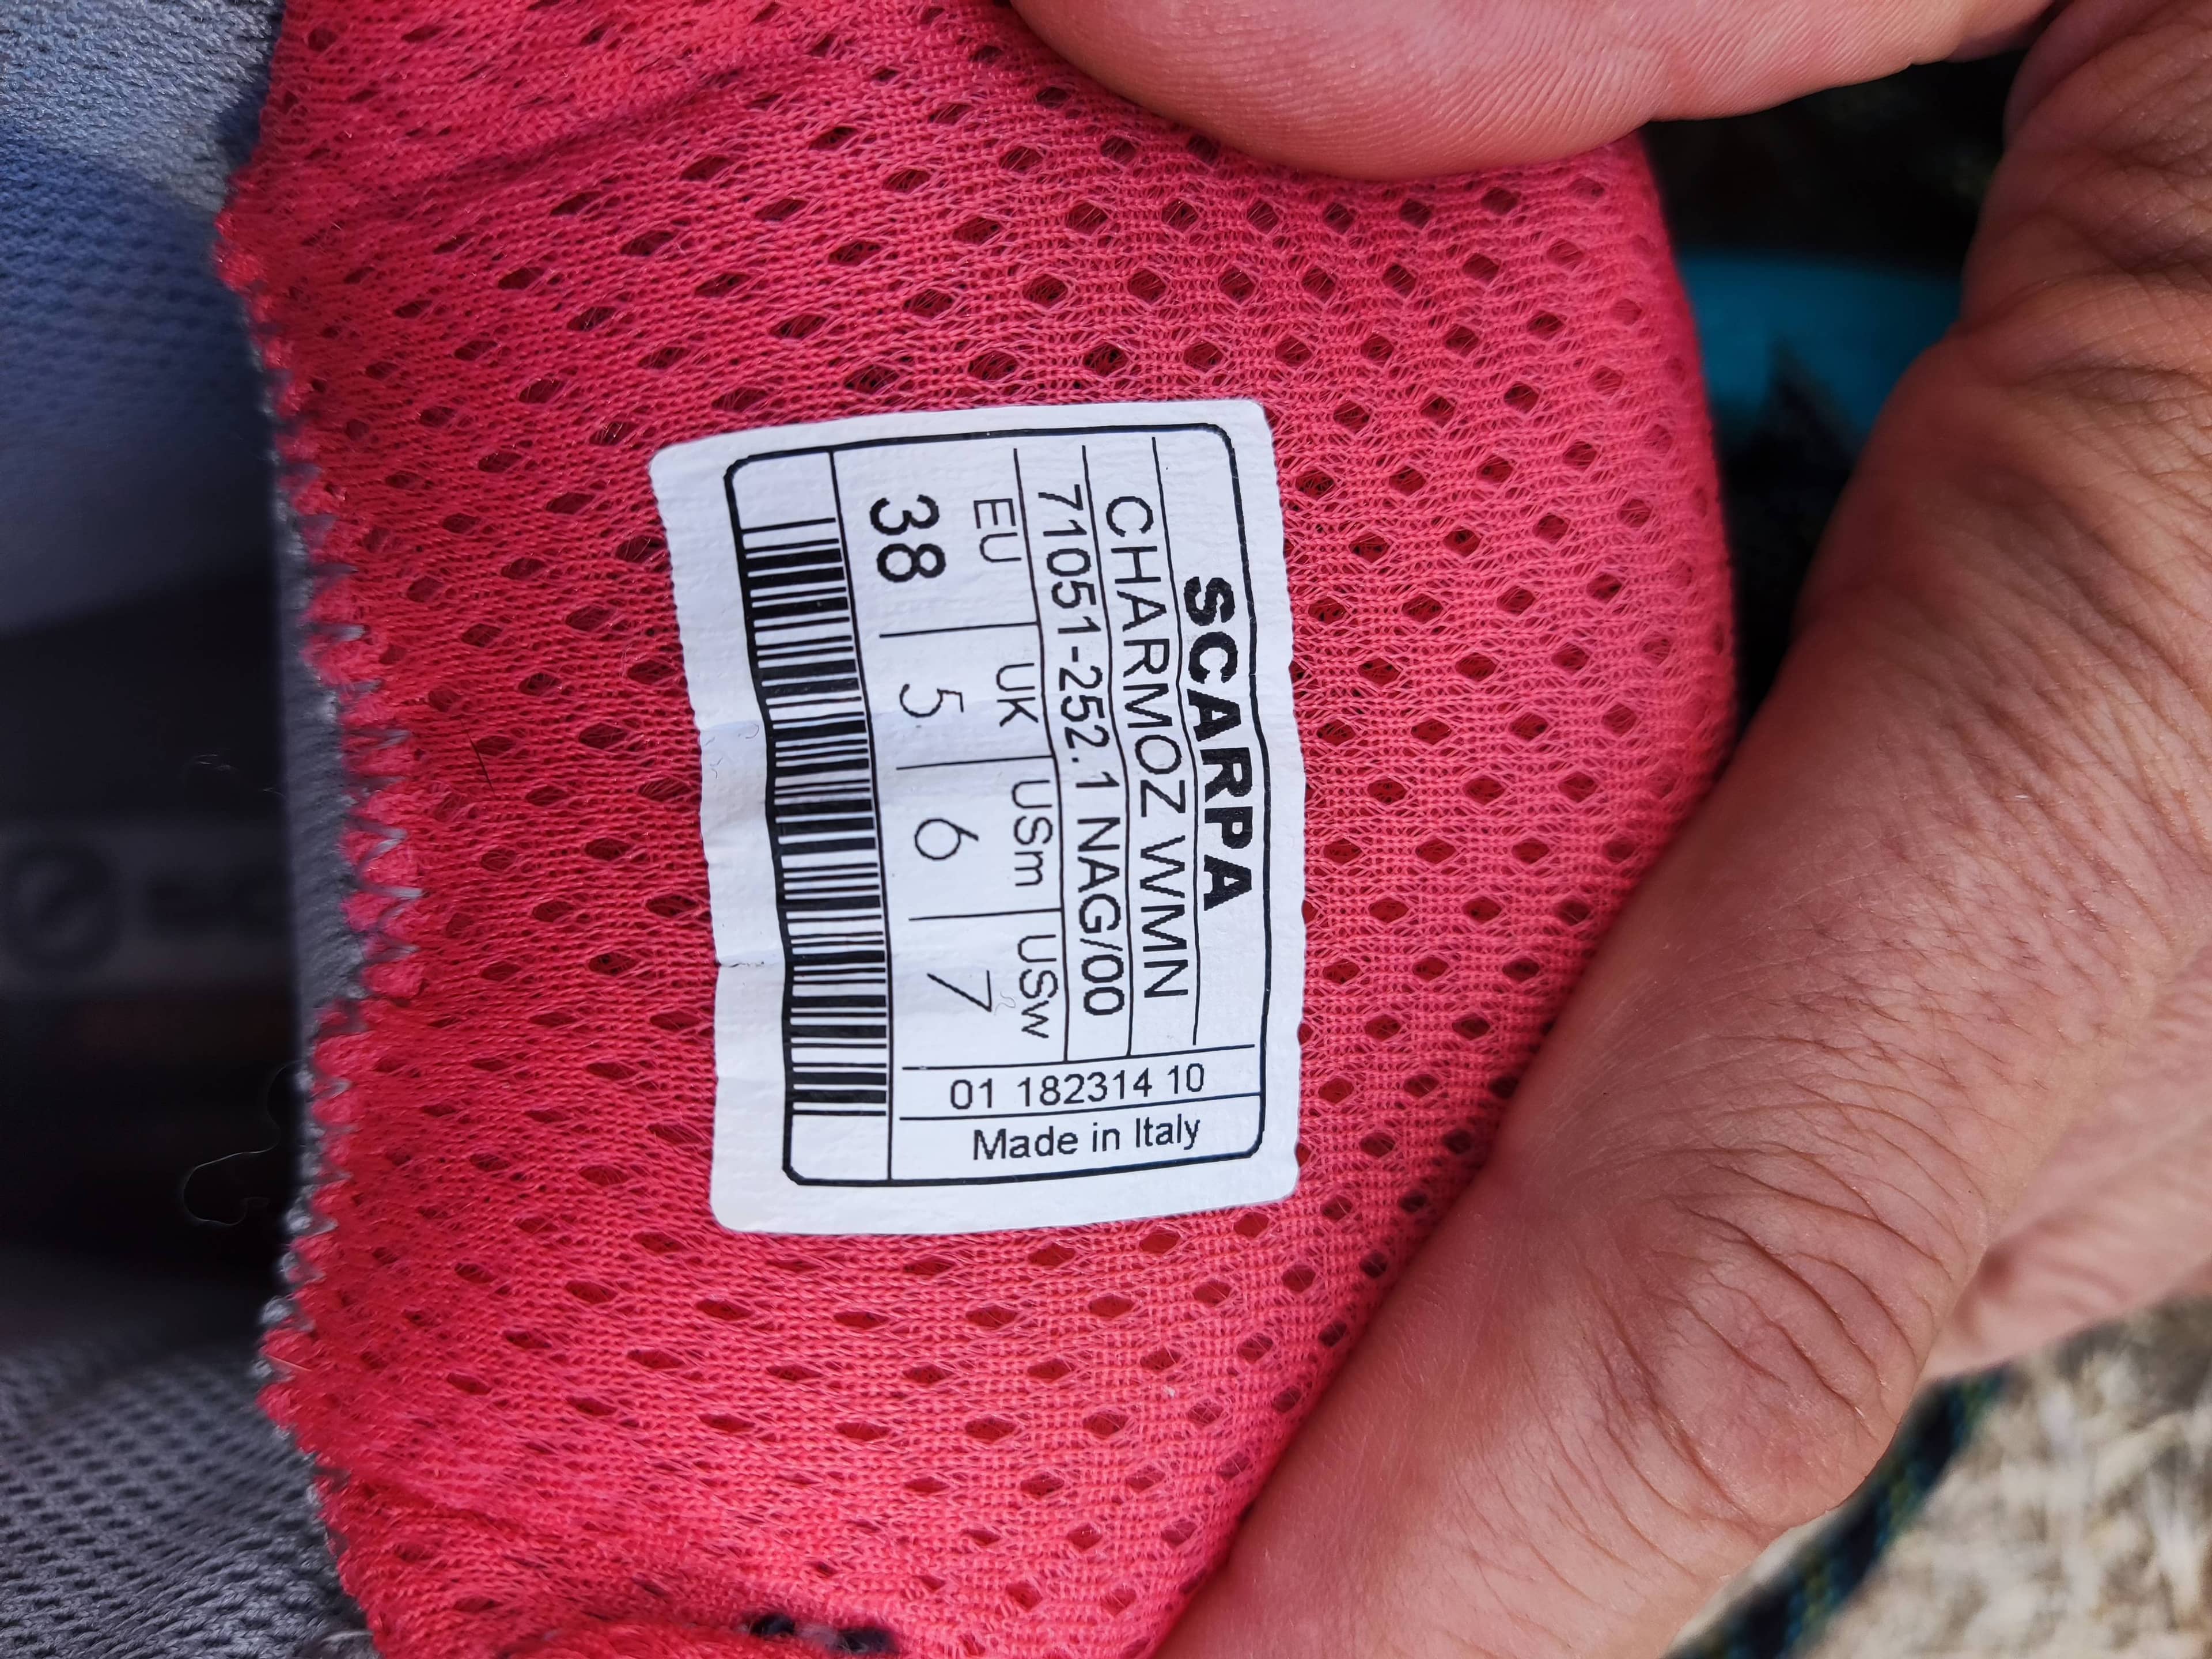 SCARPA
CHARMOZ WMN
71051-252.1 NAG/00
EU UK USm USw
38 5 6 7
01 182314 10
Made in Italy